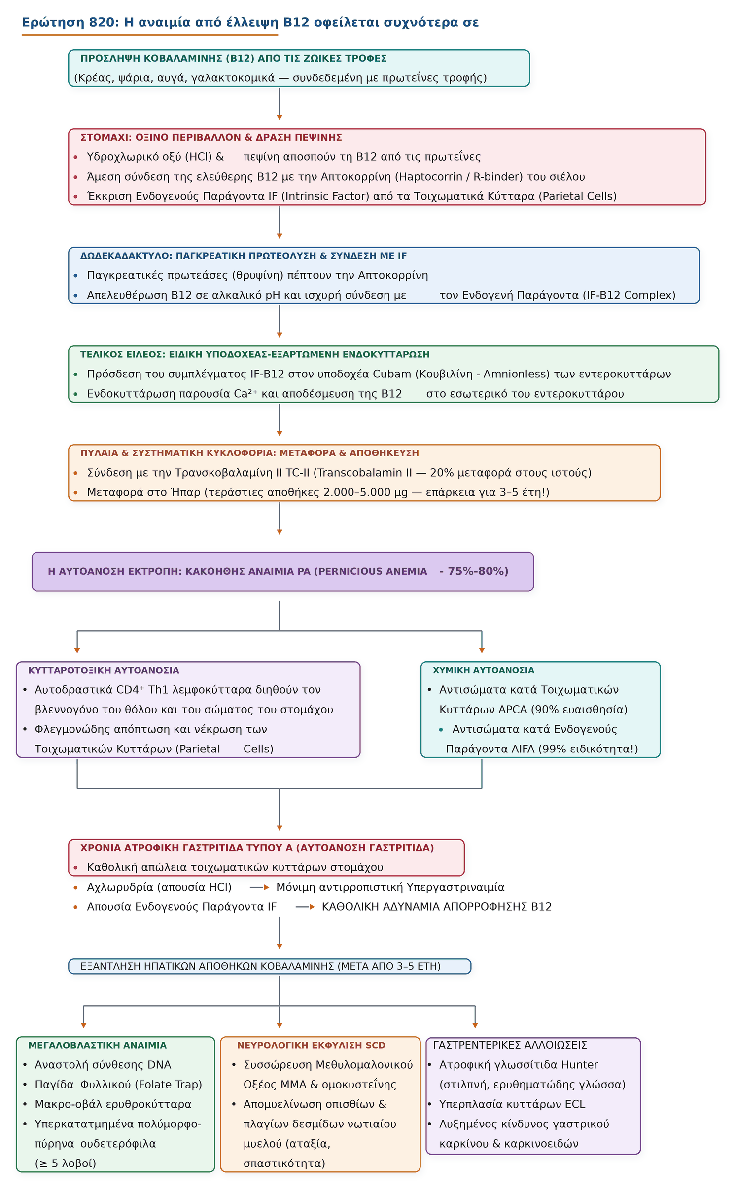 Ερώτηση 820: Η αναιμία από έλλειψη B12 οφείλεται συχνότερα σε
ΠΡΟΣΛΗΨΗ ΚΟΒΑΛΑΜΙΝΗΣ (B12) ΑΠΟ ΤΙΣ ΖΩΙΚΕΣ ΤΡΟΦΕΣ
(Κρέας, ψάρια, αυγά, γαλακτοκομικά — συνδεδεμένη με πρωτεΐνες τροφής)
ΣΤΟΜΑΧΙ: ΟΞΙΝΟ ΠΕΡΙΒΑΛΛΟΝ & ΔΡΑΣΗ ΠΕΨΙΝΗΣ
• Υδροχλωρικό οξύ (HCl) & πεψίνη αποσπούν τη B12 από τις πρωτεΐνες
• Άμεση σύνδεση της ελεύθερης B12 με την Απτοκορρίνη (Haptocorrin / R-binder) του σιέλου
• Έκκριση Ενδογενούς Παράγοντα IF (Intrinsic Factor) από τα Τοιχωματικά Κύτταρα (Parietal Cells)
ΔΩΔΕΚΑΔΑΚΤΥΛΟ: ΠΑΓΚΡΕΑΤΙΚΗ ΠΡΩΤΕΟΛΥΣΗ & ΣΥΝΔΕΣΗ ΜΕ IF
• Παγκρεατικές πρωτεάσες (θρυψίνη) πέπτουν την Απτοκορρίνη
• Απελευθέρωση B12 σε αλκαλικό pH και ισχυρή σύνδεση με τον Ενδογενή Παράγοντα (IF-B12 Complex)
ΤΕΛΙΚΟΣ ΕΙΛΕΟΣ: ΕΙΔΙΚΗ ΥΠΟΔΟΧΕΑΣ-ΕΞΑΡΤΩΜΕΝΗ ΕΝΔΟΚΥΤΤΑΡΩΣΗ
• Πρόσδεση του συμπλέγματος IF-B12 στον υποδοχέα Cubam (Κουβιλίνη - Amnionless) των εντεροκυττάρων
• Ενδοκυττάρωση παρουσία Ca²⁺ και αποδέσμευση της B12 στο εσωτερικό του εντεροκυττάρου
ΠΥΛΑΙΑ & ΣΥΣΤΗΜΑΤΙΚΗ ΚΥΚΛΟΦΟΡΙΑ: ΜΕΤΑΦΟΡΑ & ΑΠΟΘΗΚΕΥΣΗ
• Σύνδεση με την Τρανσκοβαλαμίνη II TC-II (Transcobalamin II — 20% μεταφορά στους ιστούς)
• Μεταφορα στο Ήπαρ (τεράστιες αποθήκες 2.000–5.000 μg — επάρκεια για 3–5 έτη!)
Η ΑΥΤΟΑΝΟΣΗ ΕΚΤΡΟΠΗ: ΚΑΚΟΗΘΗΣ ΑΝΑΙΜΙΑ PA (PERNICIOUS ANEMIA - 75%-80%)
ΚΥΤΤΑΡΟΤΟΞΙΚΗ ΑΥΤΟΑΝΟΣΙΑ
• Αυτοδραστικά CD4⁺ Th1 λεμφοκύτταρα διηθούν τον
βλεννογόνο του θόλου και του σώματος του στομάχου
• Φλεγμονώδης απόπτωση και νέκρωση των
Τοιχωματικών Κυττάρων (Parietal Cells)
ΧΥΜΙΚΗ ΑΥΤΟΑΝΟΣΙΑ
• Αντισώματα κατά Τοιχωματικών
Κυττάρων APCA (90% ευαισθησία)
• Αντισώματα κατά Ενδογενούς
Παράγοντα AIFA (99% ειδικότητα!)
ΧΡΟΝΙΑ ΑΤΡΟΦΙΚΗ ΓΑΣΤΡΙΤΙΔΑ ΤΥΠΟΥ Α (ΑΥΤΟΑΝΟΣΗ ΓΑΣΤΡΙΤΙΔΑ)
• Καθολική απώλεια τοιχωματικών κυττάρων στομάχου
• Αχλωρυδρία (απουσία HCl) → Μόνιμη αντιρροπιστική Υπεργαστριναιμία
• Απουσία Ενδογενούς Παράγοντα IF → ΚΑΘΟΛΙΚΗ ΑΔΥΝΑΜΙΑ ΑΠΟΡΡΟΦΗΣΗΣ B12
ΕΞΑΝΤΛΗΣΗ ΗΠΑΤΙΚΩΝ ΑΠΟΘΗΚΩΝ ΚΟΒΑΛΑΜΙΝΗΣ (ΜΕΤΑ ΑΠΟ 3–5 ΕΤΗ)
ΜΕΓΑΛΟΒΛΑΣΤΙΚΗ ΑΝΑΙΜΙΑ
• Αναστολή σύνθεσης DNA
• Παγίδα Φυλλικού (Folate Trap)
• Μακρο-οβάλ ερυθροκύτταρα
• Υπερκατατμημένα πολύμορφο-
πύρηνα ουδετερόφιλα
(≥ 5 λοβοί)
ΝΕΥΡΟΛΟΓΙΚΗ ΕΚΦΥΛΙΣΗ SCD
• Συσσώρευση Μεθυλομαλονικού
Οξέος MMA & ομοκυστεΐνης
• Απομυελίνωση οπισθίων &
πλαγίων δεσμίδων νωτιαίου
μυελού (αταξία,
σπαστικότητα)
ΓΑΣΤΡΕΝΤΕΡΙΚΕΣ ΑΛΛΟΙΩΣΕΙΣ
• Ατροφική γλωσσίτιδα Hunter
(στιλπνή, ερυθηματώδης γλώσσα)
• Υπερπλασία κυττάρων ECL
• Αυξημένος κίνδυνος γαστρικού
καρκίνου & καρκινοειδών